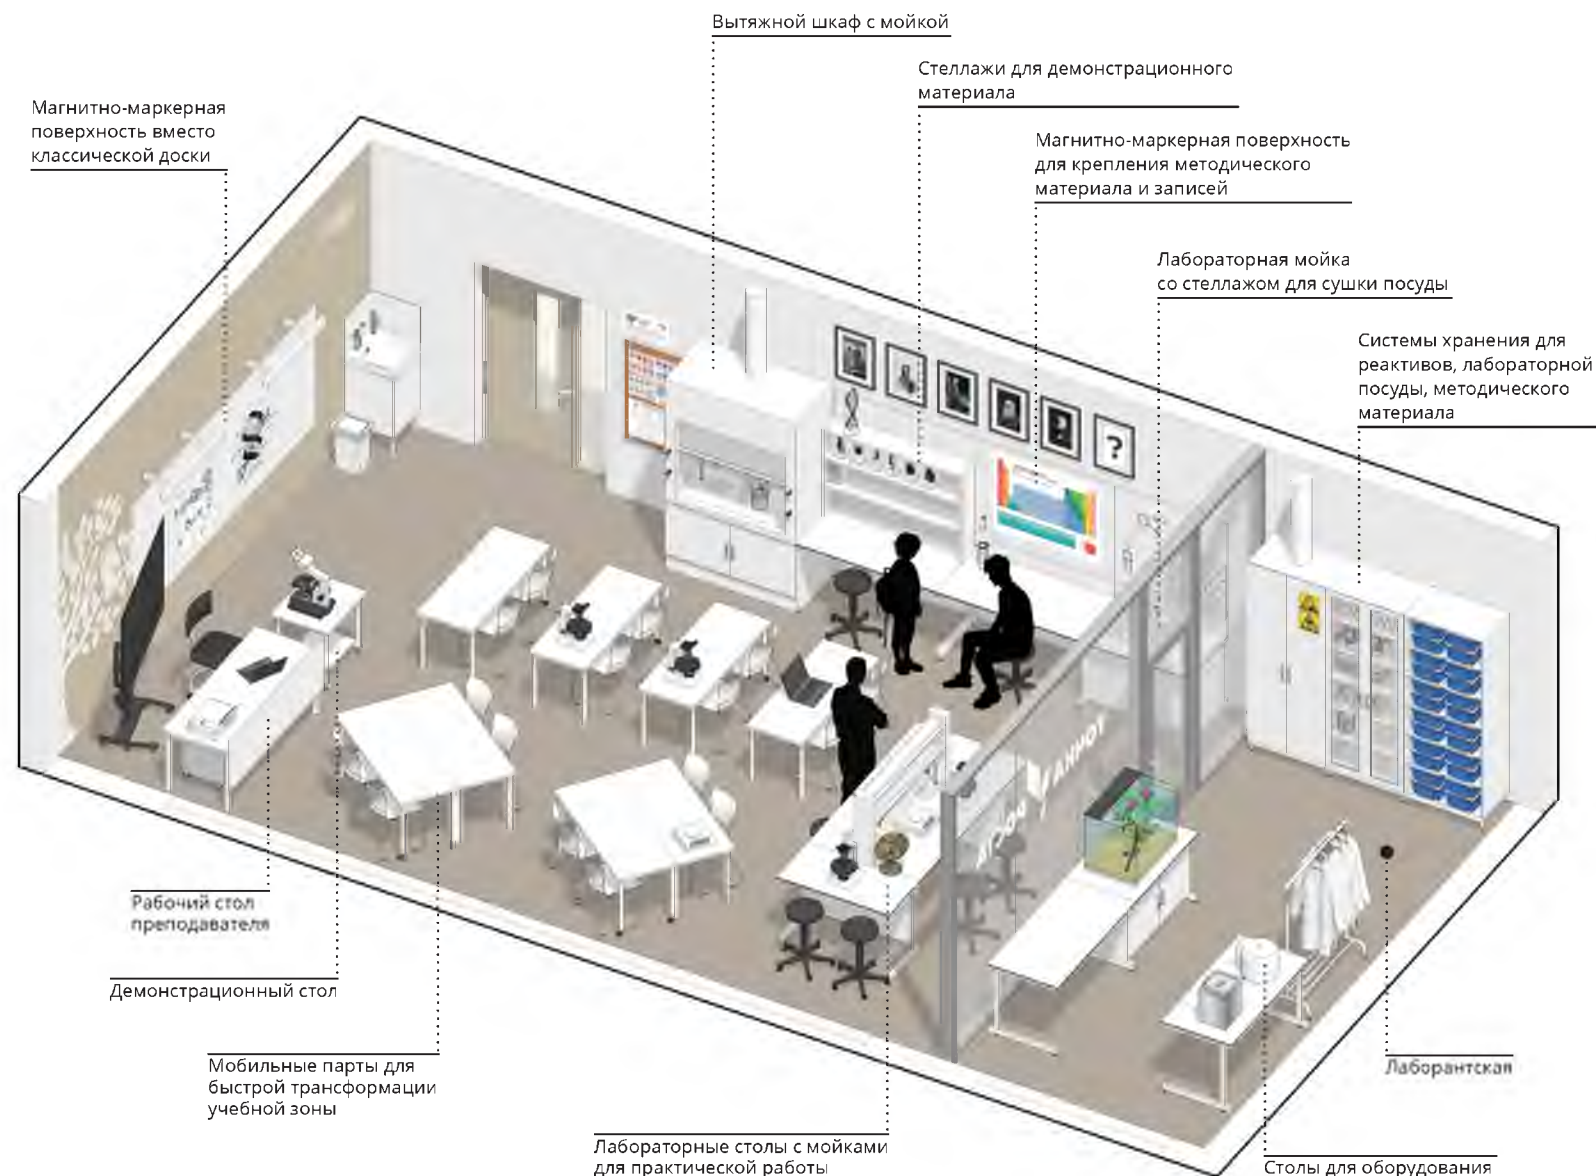 Вытяжной шкаф с мойкой
Стеллажи для демонстрационного
материала
Магнитно-маркерная
поверхность вместо
классической доски
Магнитно-маркерная поверхность
для крепления методического
материала и записей
Лабораторная мойка
со стеллажом для сушки посуды
Системы хранения для
реактивов, лабораторной
посуды, методического
материала
?
Рабочий стол
преподавателя
Демонстрационный стол
Мобильные парты для
быстрой трансформации
учебной зоны
Лабораторные столы с мойками
для практической работы
Лаборантская
Столы для оборудования